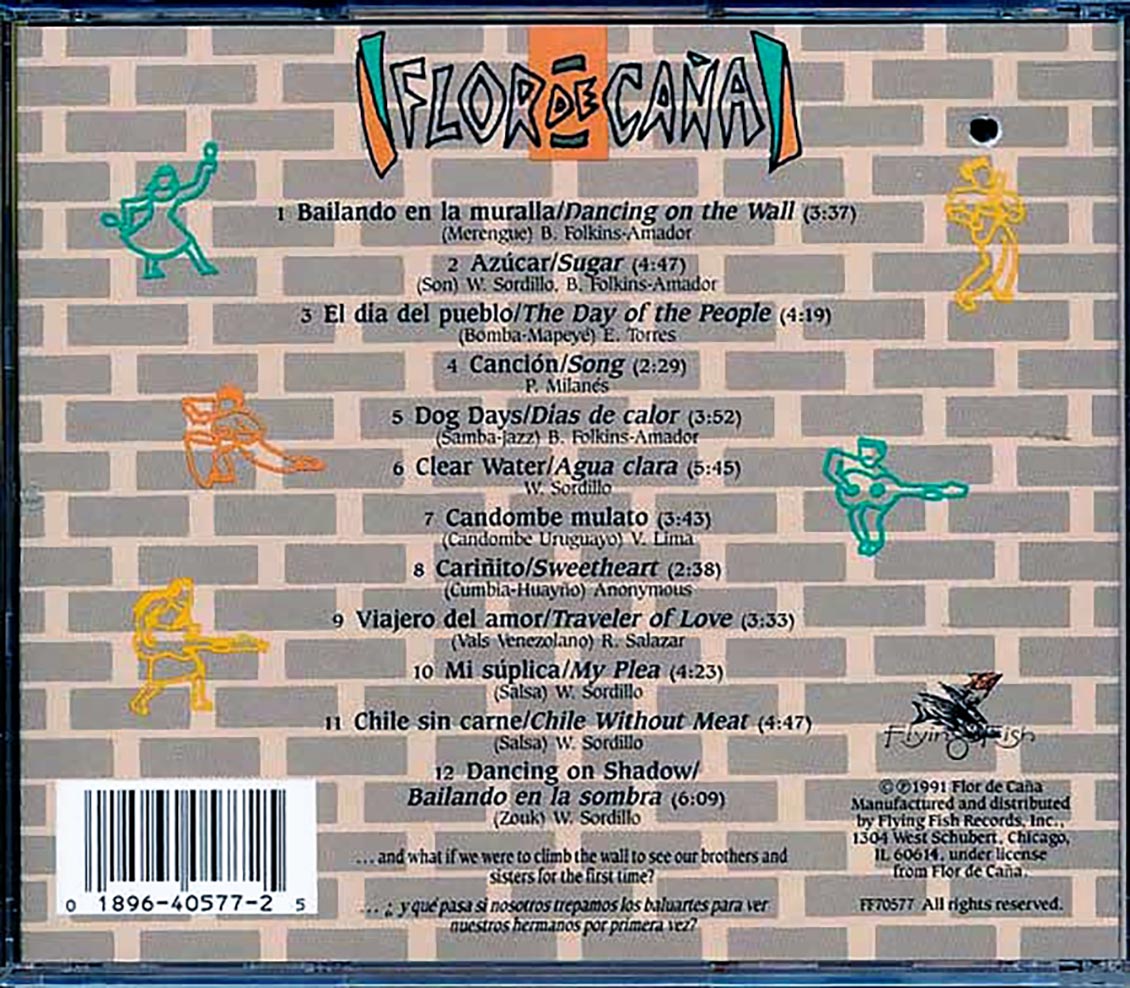 FLOR DE CAÑA
1 Bailando en la muralla/Dancing on the Wall (3:37)
(Merengue) B. Folkins-Amador
2 Azúcar/Sugar (4:47)
(Son) W. Sordillo, B. Folkins-Amador
3 El dia del pueblo/The Day of the People (4:19)
(Bomba-Mapeyé) E. Torres
4 Canción/Song (2:29)
P. Milanés
5 Dog Days/Dias de calor (3:52)
(Samba-jazz) B. Folkins-Amador
6 Clear Water/Agua clara (5:45)
W. Sordillo
7 Candombe mulato (3:43)
(Candombe Uruguayo) V. Lima
8 Cariñito/Sweetheart (2:38)
(Cumbia-Huayño) Anonymous
9 Viajero del amor/Traveler of Love (3:33)
(Vals Venezolano) R. Salazar
10 Mi súplica/My Plea (4:23)
(Salsa) W. Sordillo
11 Chile sin carne/Chile Without Meat (4:47)
(Salsa) W. Sordillo
12 Dancing on Shadow/
Bailando en la sombra (6:09)
(Zouk) W. Sordillo
...and what if we were to climb the wall to see our brothers and
sisters for the first time?
...¿ y qué pasa si nosotros trepamos los baluartes para ver
nuestros hermanos por primera vez?
0 18964-40577-2 5
Flying Fish
©℗1991 Flor de Caña
Manufactured and distributed
by Flying Fish Records, Inc.,
1304 West Schubert, Chicago,
IL 60614, under license
from Flor de Caña.
FF70577 All rights reserved.